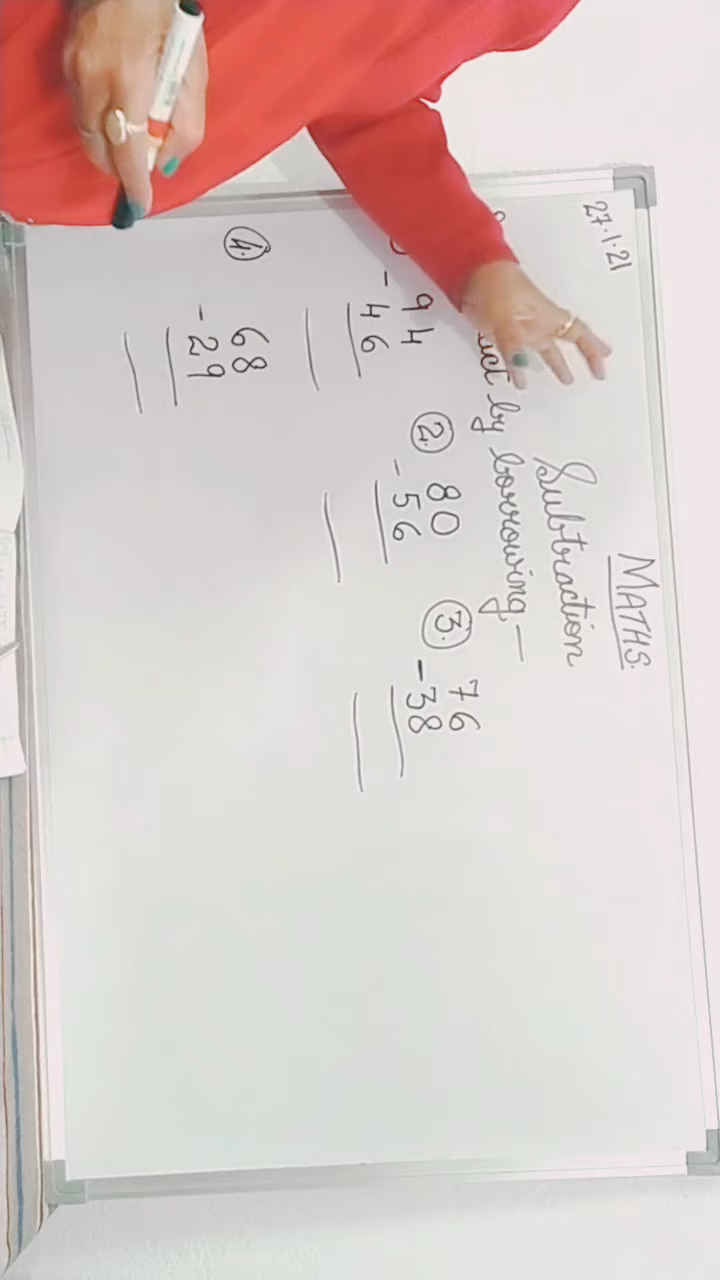 27.1.21
MATHS.
Subtraction
by borrowing —
94 ②. 80 ③. 76
- 46 - 56 - 38
④. 68
- 29